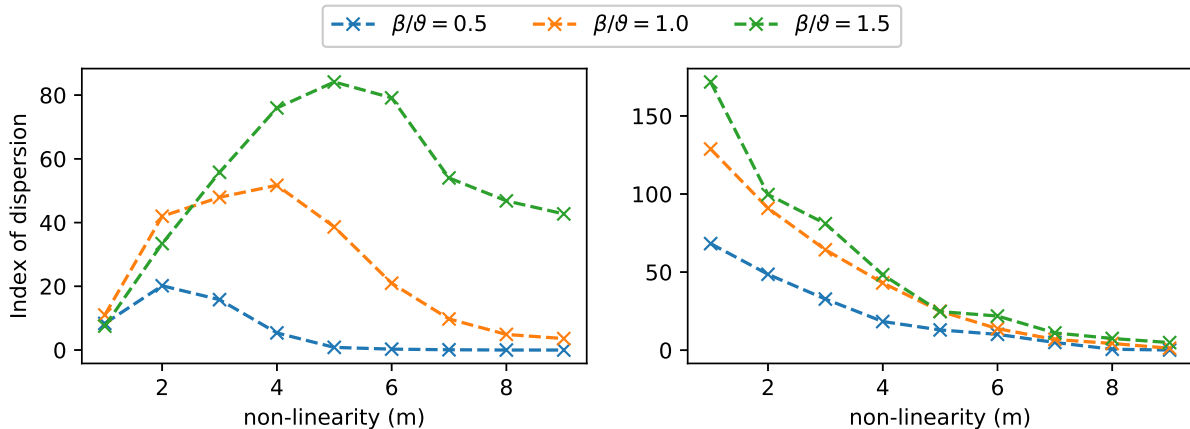 β/ϑ = 0.5 β/ϑ = 1.0 β/ϑ = 1.5
Index of dispersion
80
60
40
20
0
2 4 6 8
non-linearity (m)
150
100
50
0
2 4 6 8
non-linearity (m)